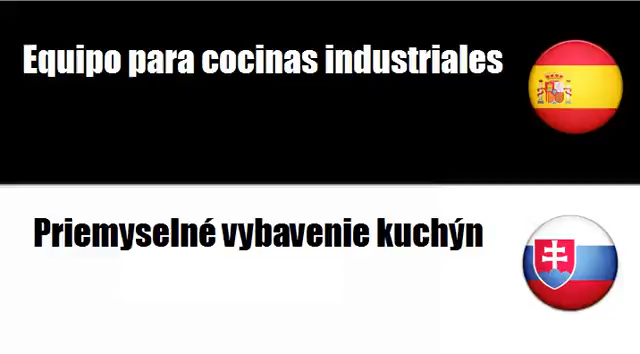 Equipo para cocinas industriales
Priemyselné vybavenie kuchýn